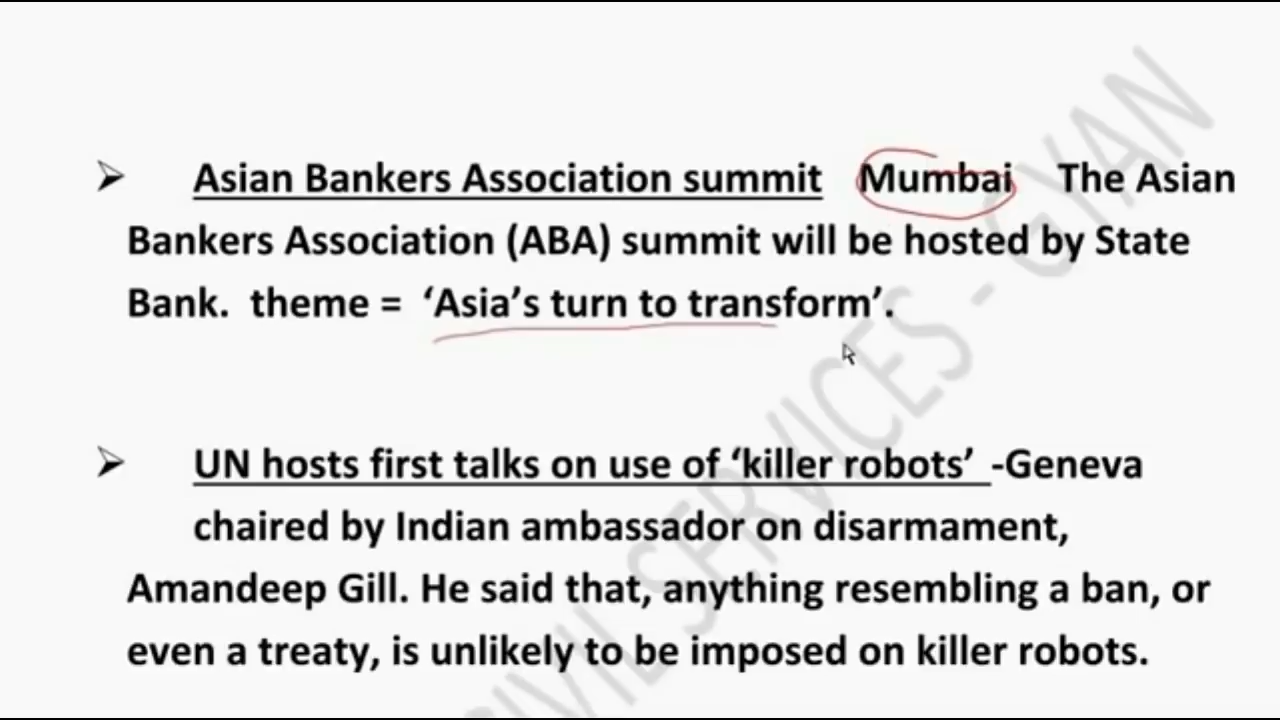 ➢ Asian Bankers Association summit Mumbai The Asian
Bankers Association (ABA) summit will be hosted by State
Bank. theme = ‘Asia’s turn to transform’.
➢ UN hosts first talks on use of ‘killer robots’ -Geneva
chaired by Indian ambassador on disarmament,
Amandeep Gill. He said that, anything resembling a ban, or
even a treaty, is unlikely to be imposed on killer robots.
CIVIL SERVICES - GYAN